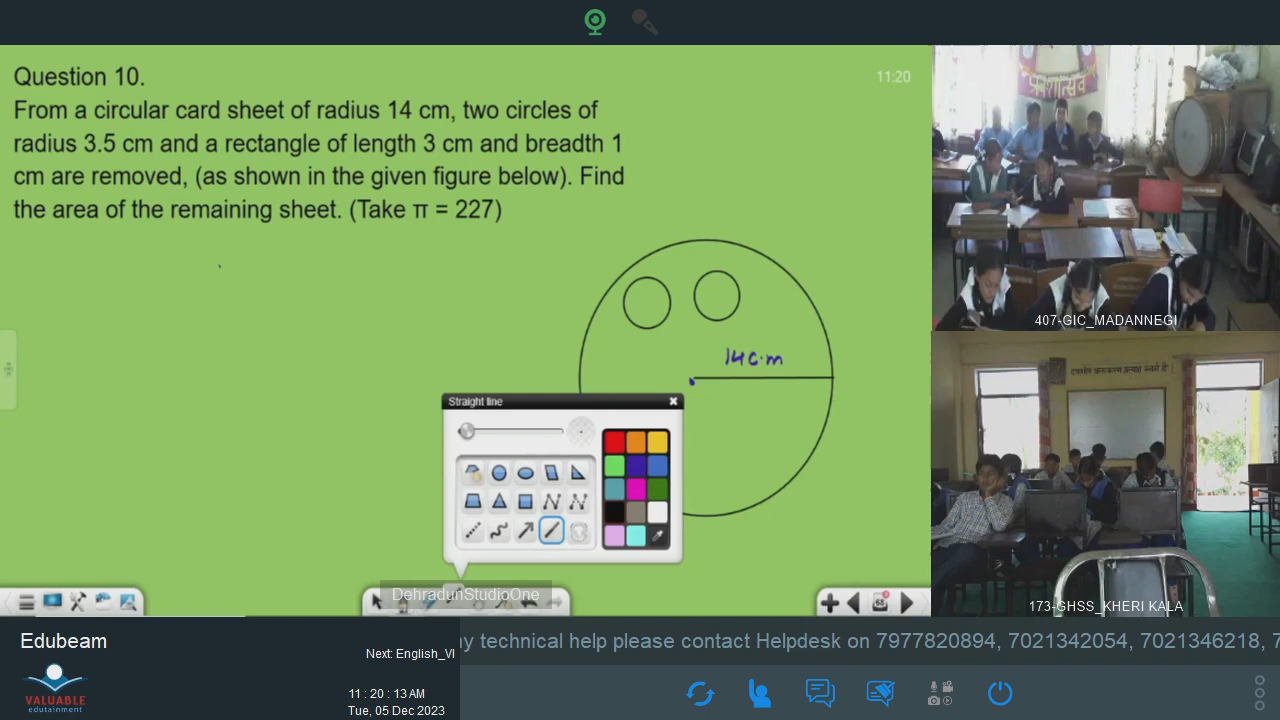 Question 10.
11:20
From a circular card sheet of radius 14 cm, two circles of
radius 3.5 cm and a rectangle of length 3 cm and breadth 1
cm are removed, (as shown in the given figure below). Find
the area of the remaining sheet. (Take π = 227)
14c·m
Straight line
DehradunStudioOne
407-GIC_MADANNEGI
173-GHSS_KHERI KALA
Edubeam
Next: English_VI
y technical help please contact Helpdesk on 7977820894, 7021342054, 7021346218, 7
VALUABLE
edutainment
11 : 20 : 13 AM
Tue, 05 Dec 2023